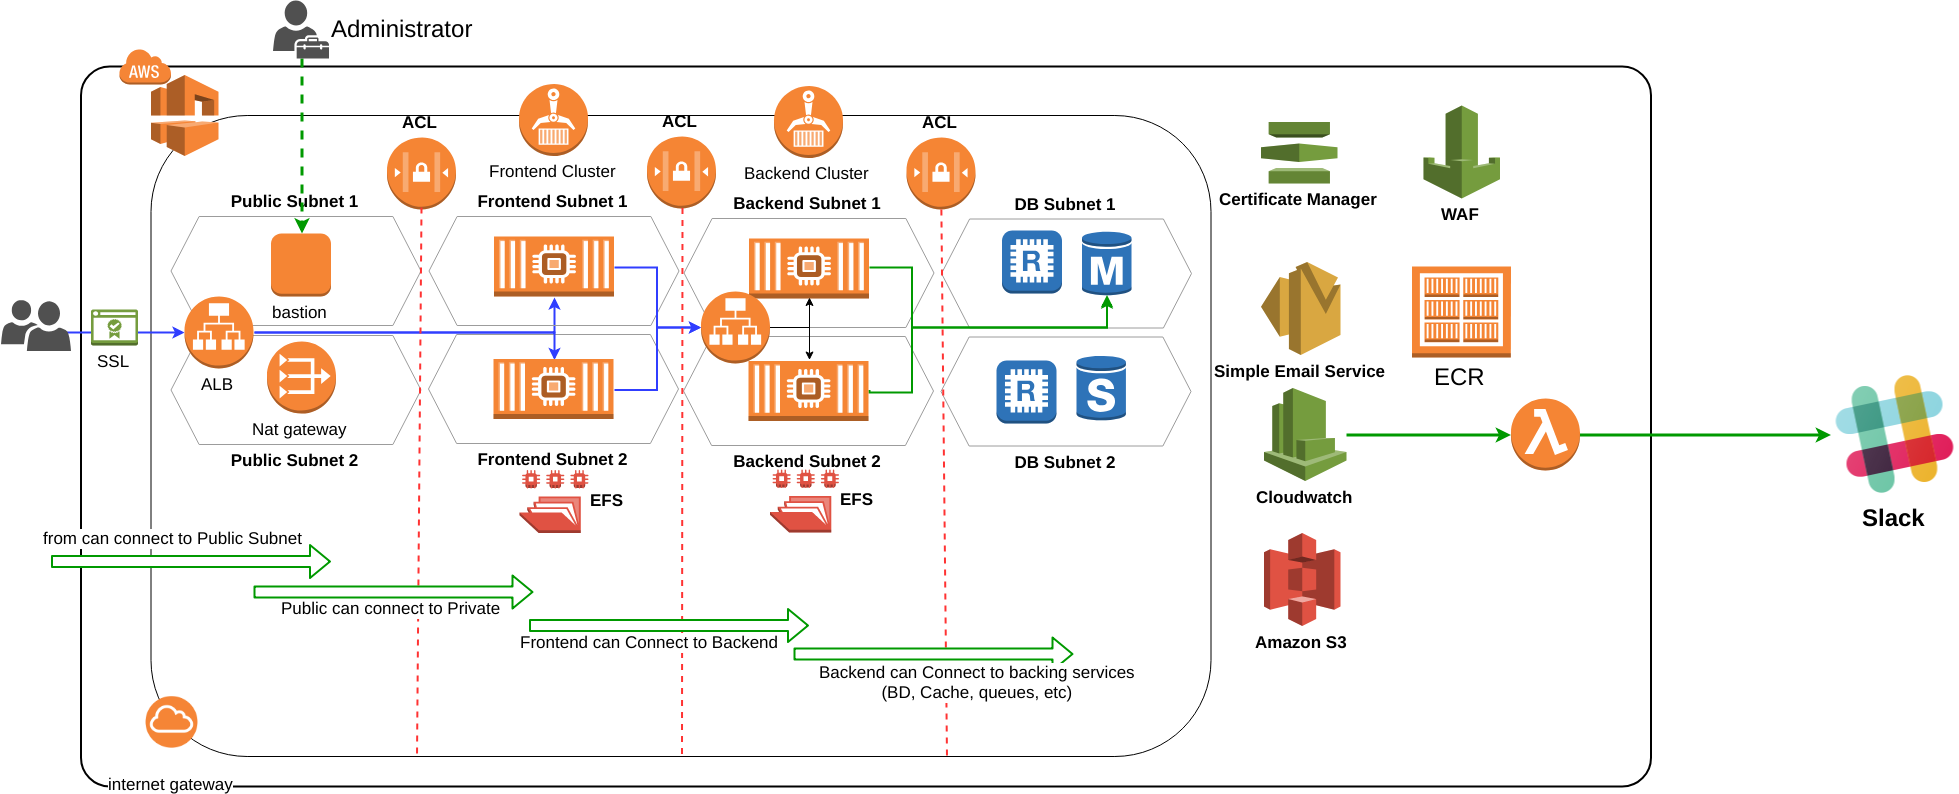 Administrator
AWS
ACL
ACL
ACL
Frontend Cluster
Backend Cluster
Public Subnet 1
Frontend Subnet 1
Backend Subnet 1
DB Subnet 1
Certificate Manager
WAF
R
M
bastion
SSL
ALB
Nat gateway
R
S
Simple Email Service
ECR
Public Subnet 2
Frontend Subnet 2
Backend Subnet 2
DB Subnet 2
EFS
EFS
Cloudwatch
λ
Slack
from can connect to Public Subnet
Public can connect to Private
Frontend can Connect to Backend
Backend can Connect to backing services
(BD, Cache, queues, etc)
Amazon S3
internet gateway